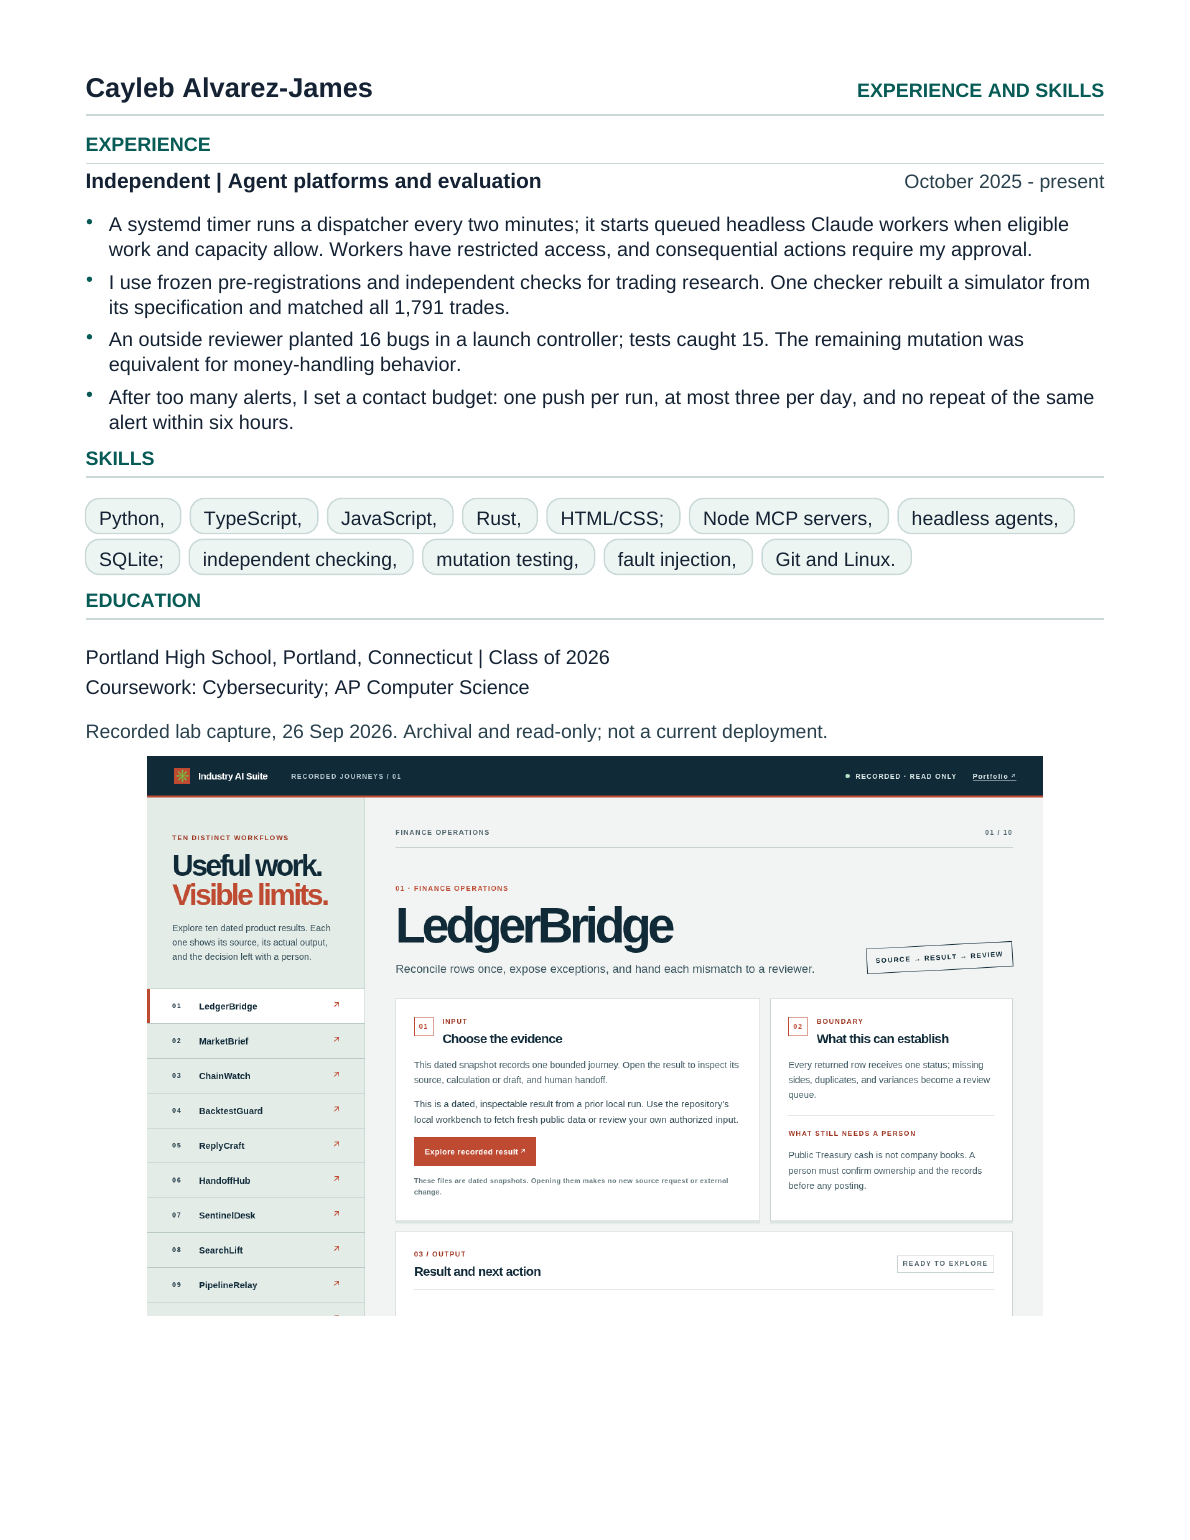 Cayleb Alvarez-James
EXPERIENCE AND SKILLS
EXPERIENCE
Independent | Agent platforms and evaluation
October 2025 - present
• A systemd timer runs a dispatcher every two minutes; it starts queued headless Claude workers when eligible
work and capacity allow. Workers have restricted access, and consequential actions require my approval.
• I use frozen pre-registrations and independent checks for trading research. One checker rebuilt a simulator from
its specification and matched all 1,791 trades.
• An outside reviewer planted 16 bugs in a launch controller; tests caught 15. The remaining mutation was
equivalent for money-handling behavior.
• After too many alerts, I set a contact budget: one push per run, at most three per day, and no repeat of the same
alert within six hours.
SKILLS
Python, TypeScript, JavaScript, Rust, HTML/CSS; Node MCP servers, headless agents,
SQLite; independent checking, mutation testing, fault injection, Git and Linux.
EDUCATION
Portland High School, Portland, Connecticut | Class of 2026
Coursework: Cybersecurity; AP Computer Science
Recorded lab capture, 26 Sep 2026. Archival and read-only; not a current deployment.
Industry AI Suite
RECORDED JOURNEYS / 01
RECORDED · READ ONLY
Portfolio ↗
TEN DISTINCT WORKFLOWS
Useful work.
Visible limits.
Explore ten dated product results. Each
one shows its source, its actual output,
and the decision left with a person.
01 LedgerBridge ↗
02 MarketBrief ↗
03 ChainWatch ↗
04 BacktestGuard ↗
05 ReplyCraft ↗
06 HandoffHub ↗
07 SentinelDesk ↗
08 SearchLift ↗
09 PipelineRelay ↗
FINANCE OPERATIONS
01 / 10
01 · FINANCE OPERATIONS
LedgerBridge
Reconcile rows once, expose exceptions, and hand each mismatch to a reviewer.
SOURCE → RESULT → REVIEW
01
INPUT
Choose the evidence
This dated snapshot records one bounded journey. Open the result to inspect its
source, calculation or draft, and human handoff.
This is a dated, inspectable result from a prior local run. Use the repository's
local workbench to fetch fresh public data or review your own authorized input.
Explore recorded result ↗
These files are dated snapshots. Opening them makes no new source request or external
change.
02
BOUNDARY
What this can establish
Every returned row receives one status; missing
sides, duplicates, and variances become a review
queue.
WHAT STILL NEEDS A PERSON
Public Treasury cash is not company books. A
person must confirm ownership and the records
before any posting.
03 / OUTPUT
Result and next action
READY TO EXPLORE